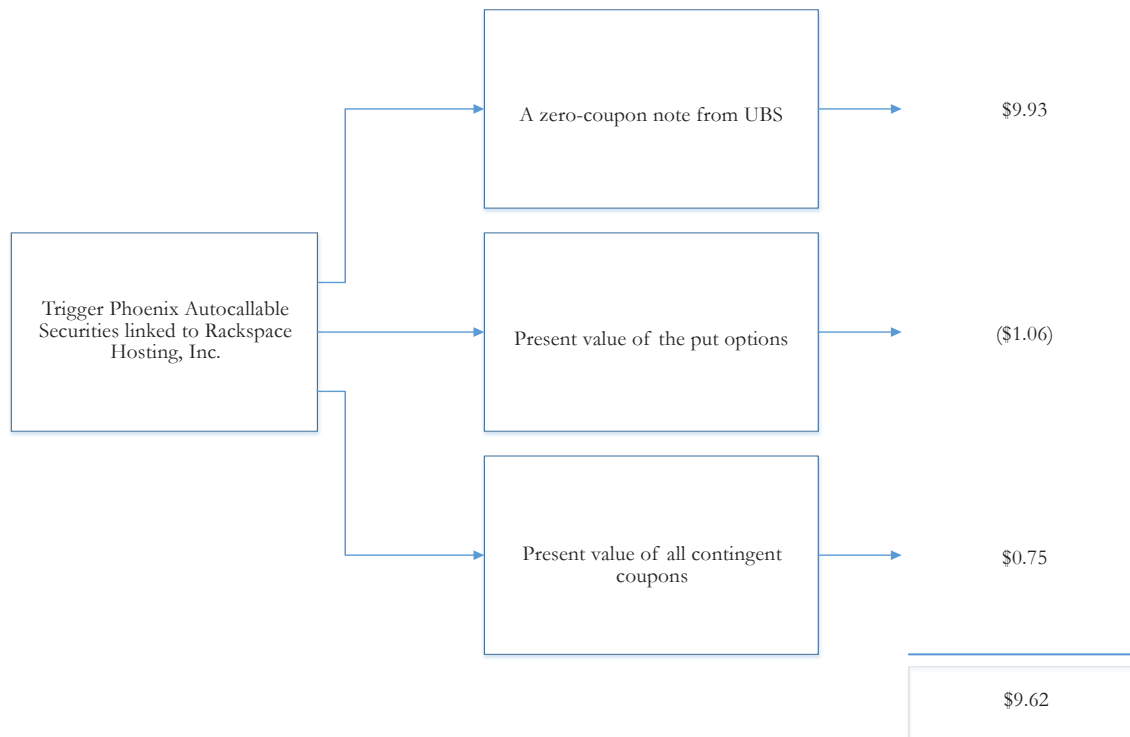 A zero-coupon note from UBS
$9.93
Trigger Phoenix Autocallable
Securities linked to Rackspace
Hosting, Inc.
Present value of the put options
($1.06)
Present value of all contingent
coupons
$0.75
$9.62